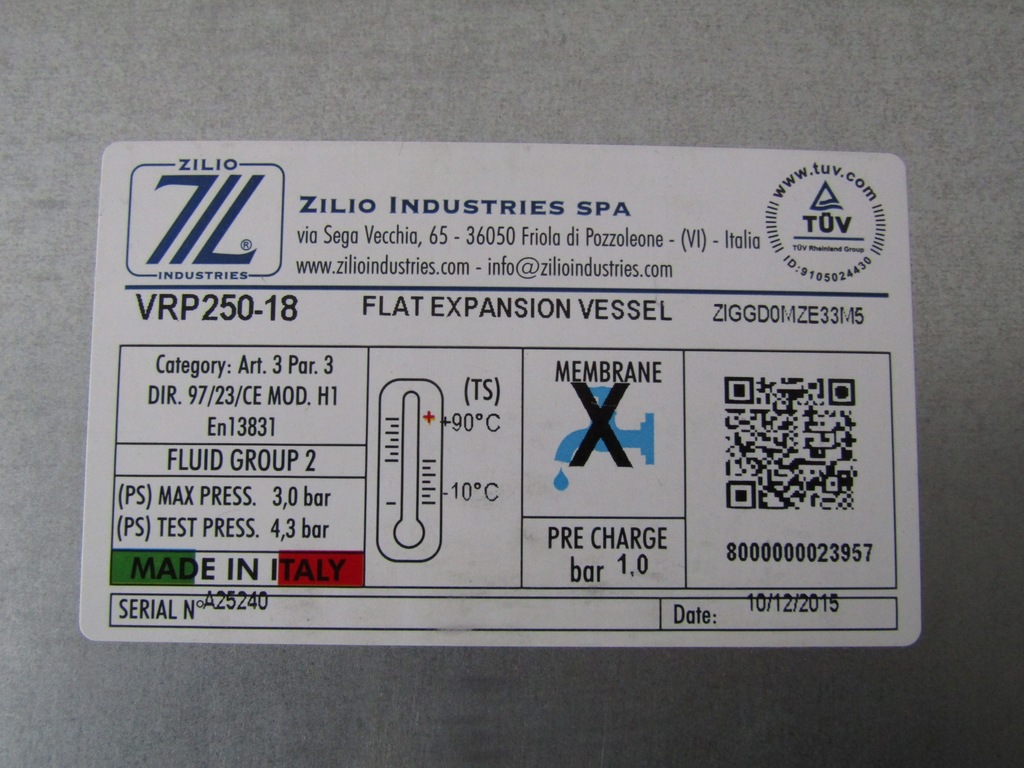 ZILIO
INDUSTRIES
®
ZILIO INDUSTRIES SPA
via Sega Vecchia, 65 - 36050 Friola di Pozzoleone - (VI) - Italia
www.zilioindustries.com - info@zilioindustries.com
www.tuv.com
TÜV
TÜV Rheinland Group
ID:9105024430
VRP250-18
FLAT EXPANSION VESSEL
ZIGGD0MZE33M5
Category: Art. 3 Par. 3
DIR. 97/23/CE MOD. H1
En13831
FLUID GROUP 2
(PS) MAX PRESS. 3,0 bar
(PS) TEST PRESS. 4,3 bar
MADE IN ITALY
(TS)
+90°C
-10°C
MEMBRANE
X
PRE CHARGE
bar 1,0
8000000023957
SERIAL N° A25240
Date: 10/12/2015